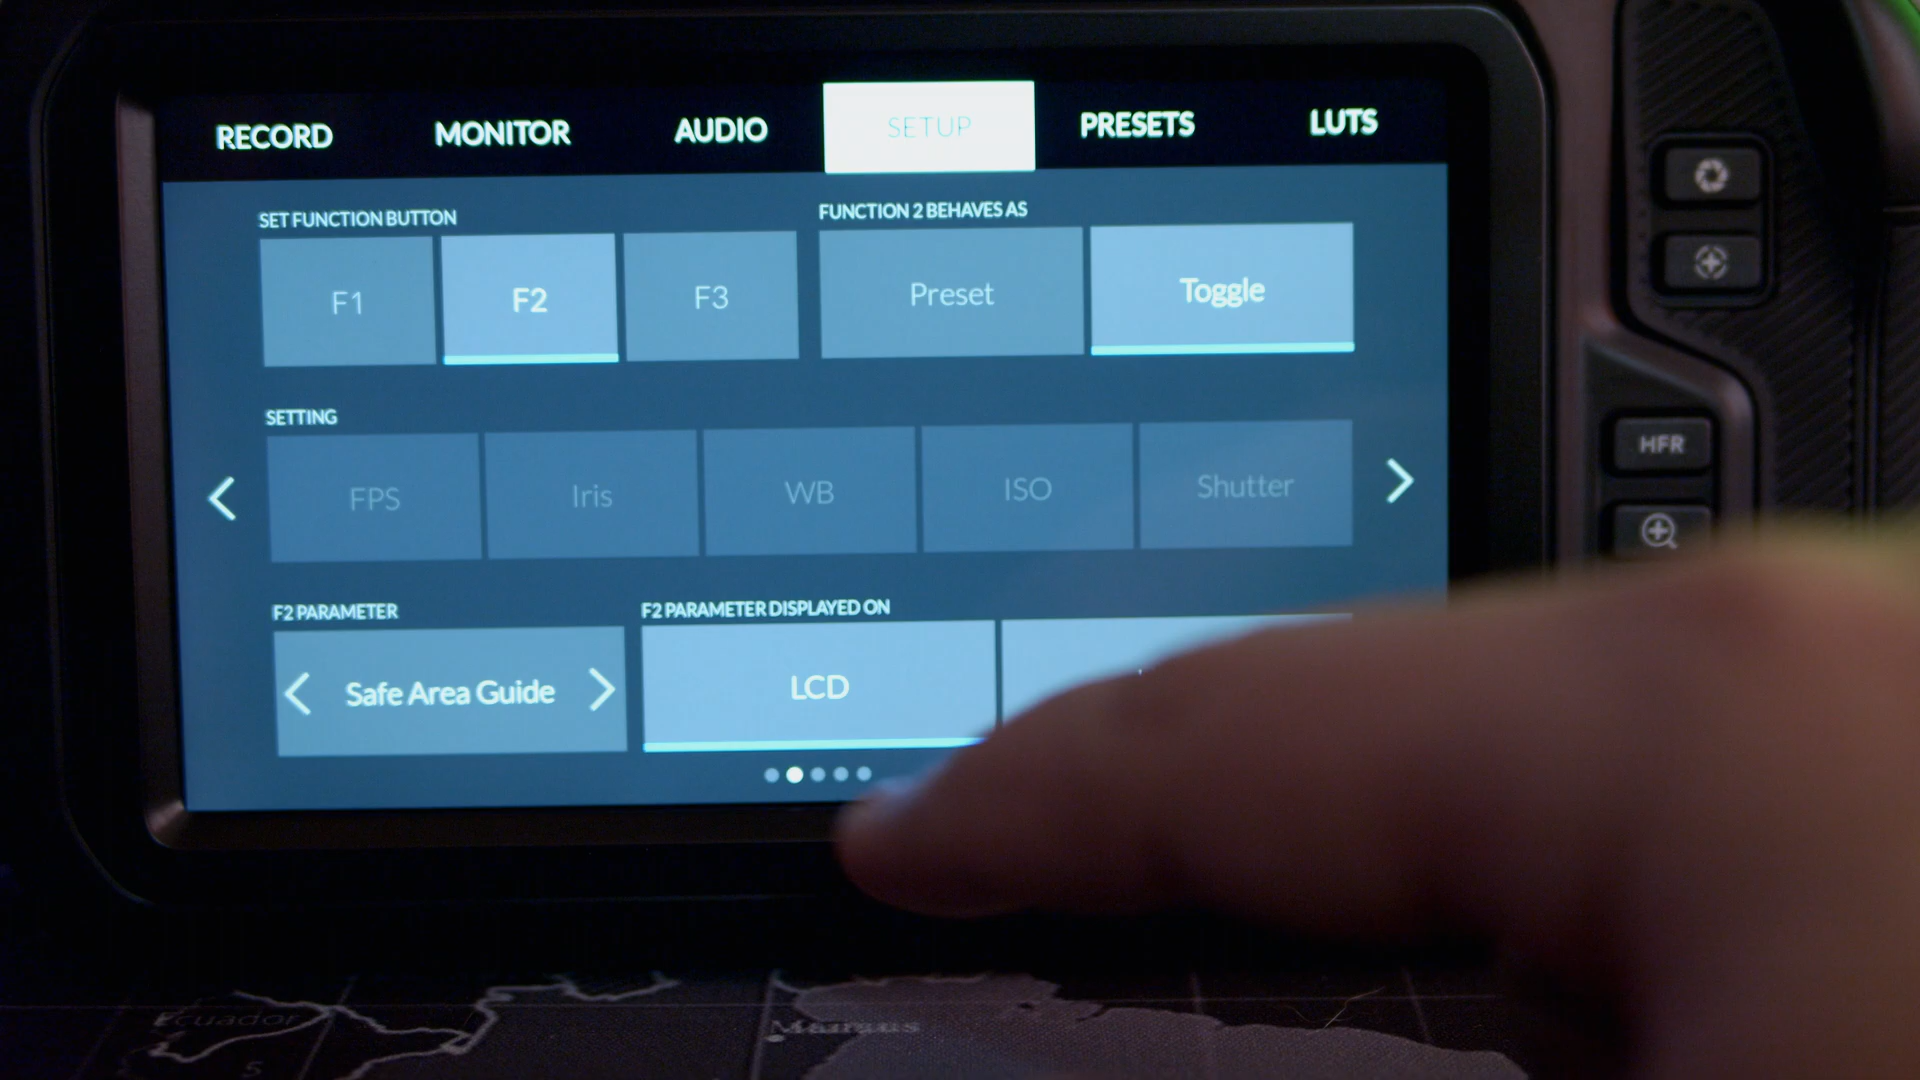 RECORD MONITOR AUDIO SETUP PRESETS LUTS
SET FUNCTION BUTTON
FUNCTION 2 BEHAVES AS
F1 F2 F3 Preset Toggle
SETTING
FPS Iris WB ISO Shutter
F2 PARAMETER
F2 PARAMETER DISPLAYED ON
Safe Area Guide LCD
HFR
Ecuador
Manaus
S